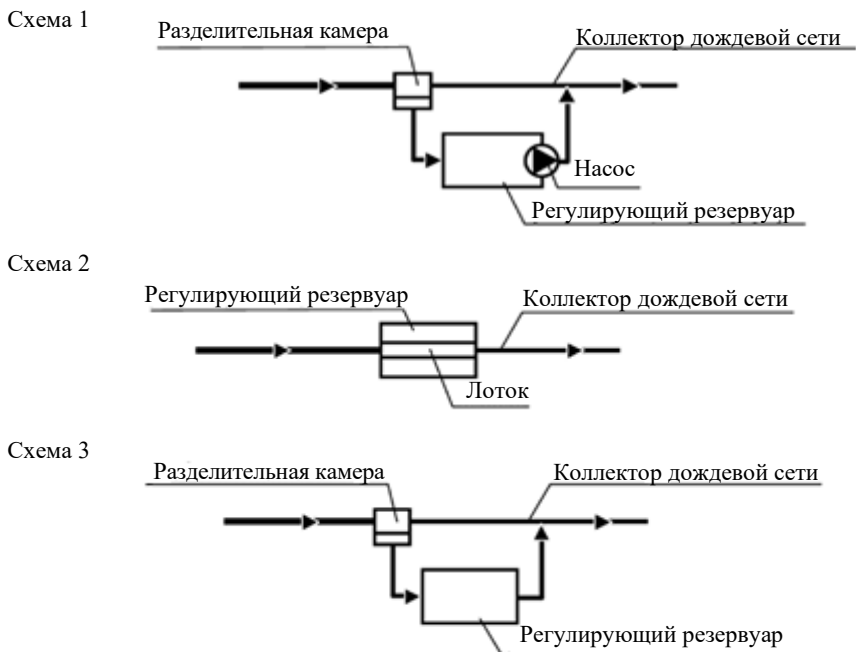 Схема 1
Разделительная камера
Коллектор дождевой сети
Насос
Регулирующий резервуар
Схема 2
Регулирующий резервуар
Коллектор дождевой сети
Лоток
Схема 3
Разделительная камера
Коллектор дождевой сети
Регулирующий резервуар